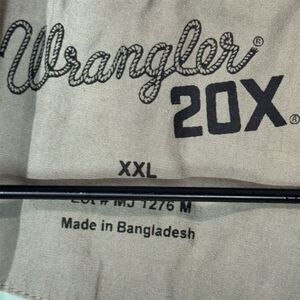 Wrangler®
20X®
XXL
Lot # MJ 1276 M
Made in Bangladesh